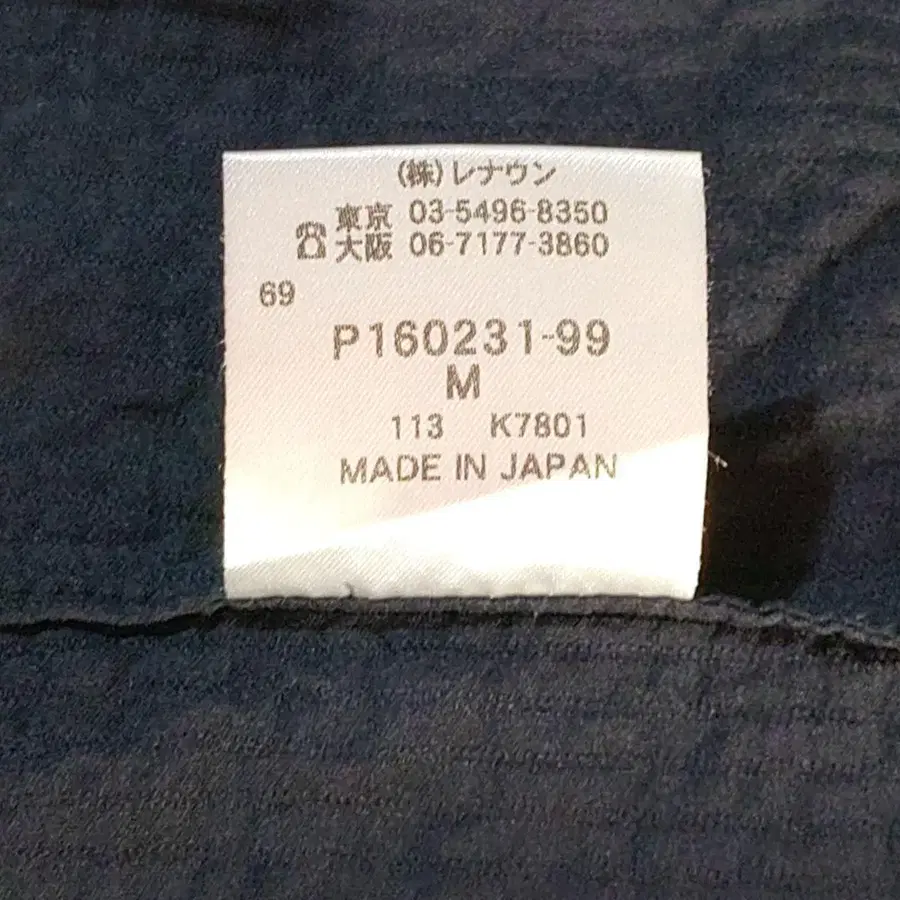 (株)レナウン
☎ 東京 03-5496-8350
大阪 06-7177-3860
69
P160231-99
M
113 K7801
MADE IN JAPAN